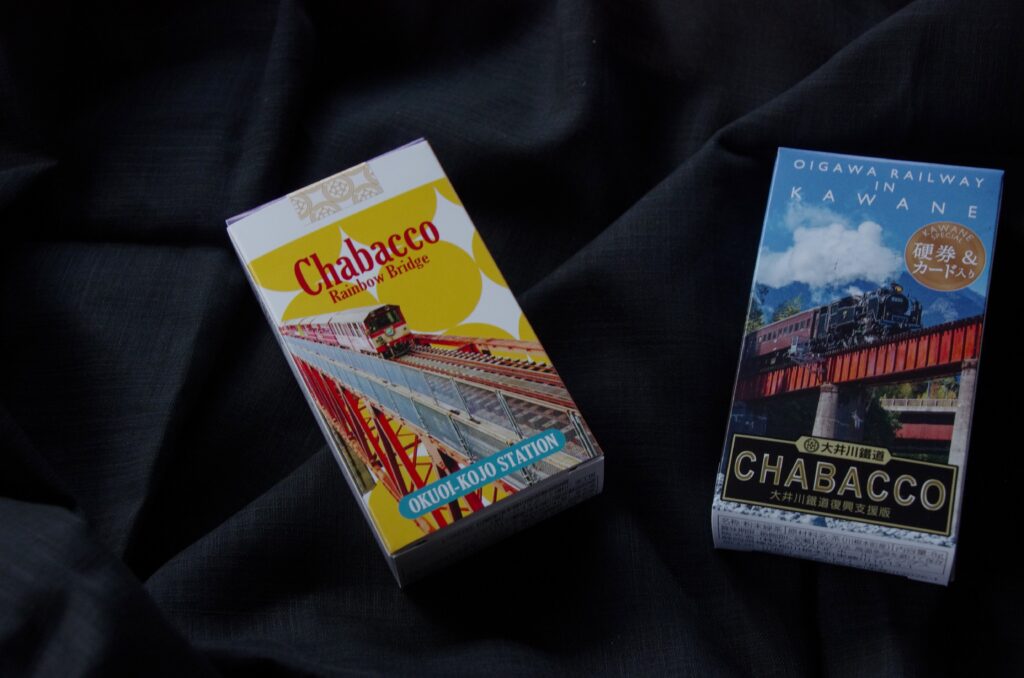 Chabacco
Rainbow Bridge
OKUOI-KOJO STATION
OIGAWA RAILWAY
IN
KAWANE
KAWANE
SPECIAL
硬券 &
カード入り
大井川鐵道
CHABACCO
大井川鐵道復興支援版